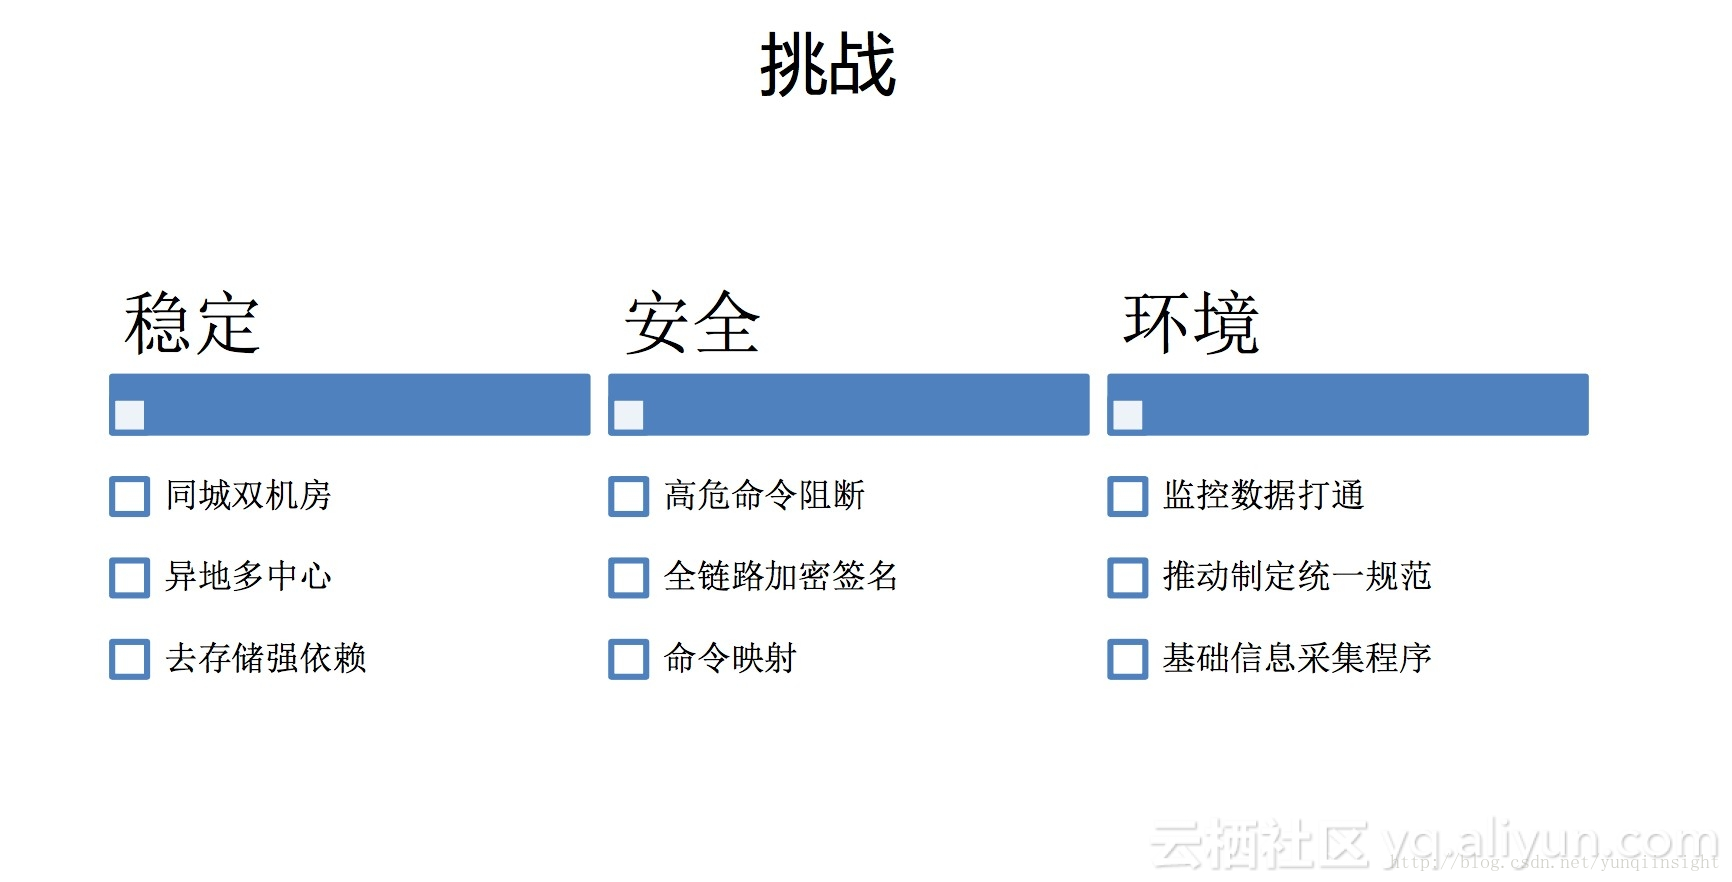 挑战
稳定
同城双机房
异地多中心
去存储强依赖
安全
高危命令阻断
全链路加密签名
命令映射
环境
监控数据打通
推动制定统一规范
基础信息采集程序
云栖社区 yq.aliyun.com
http://blog.csdn.net/yunqiinsight